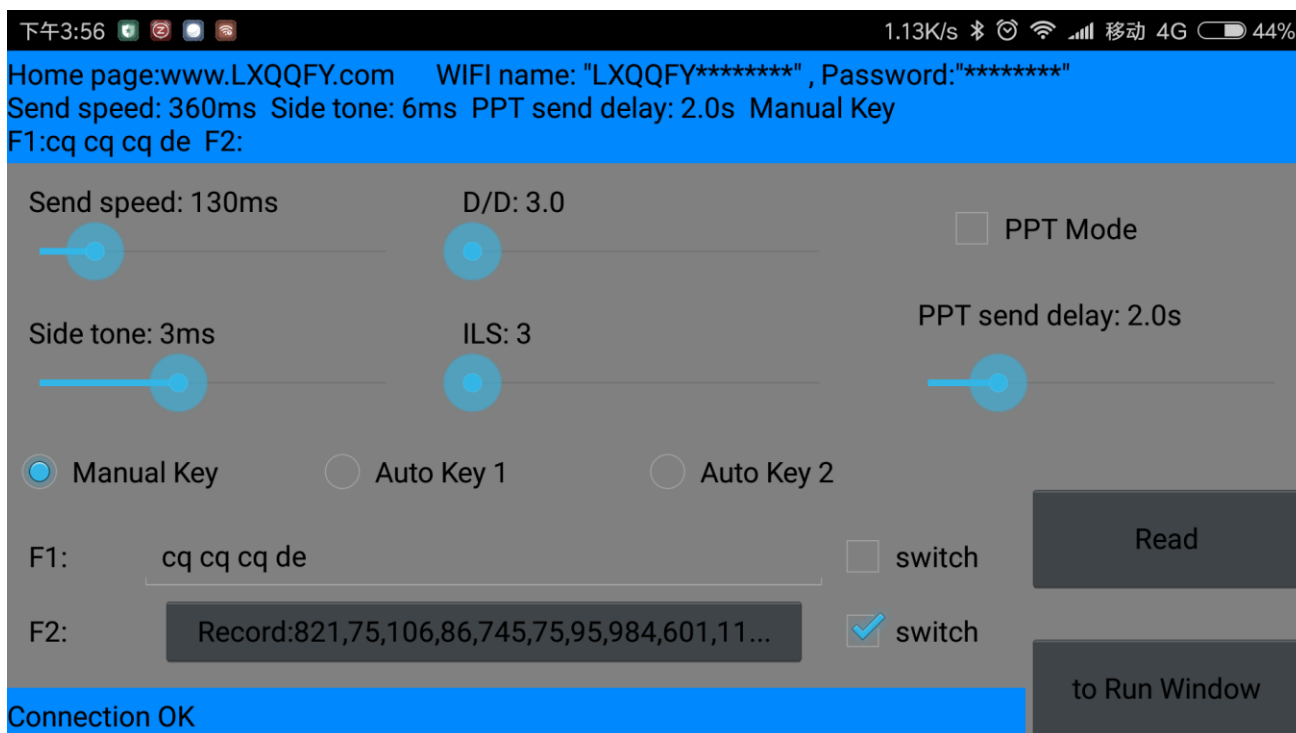 下午3:56 1.13K/s 移动 4G 44%
Home page:www.LXQQFY.com WIFI name: "LXQQFY********" , Password:"********"
Send speed: 360ms Side tone: 6ms PPT send delay: 2.0s Manual Key
F1:cq cq cq de F2:
Send speed: 130ms D/D: 3.0 PPT Mode
Side tone: 3ms ILS: 3 PPT send delay: 2.0s
Manual Key Auto Key 1 Auto Key 2
F1: cq cq cq de switch Read
F2: Record:821,75,106,86,745,75,95,984,601,11... switch
to Run Window
Connection OK